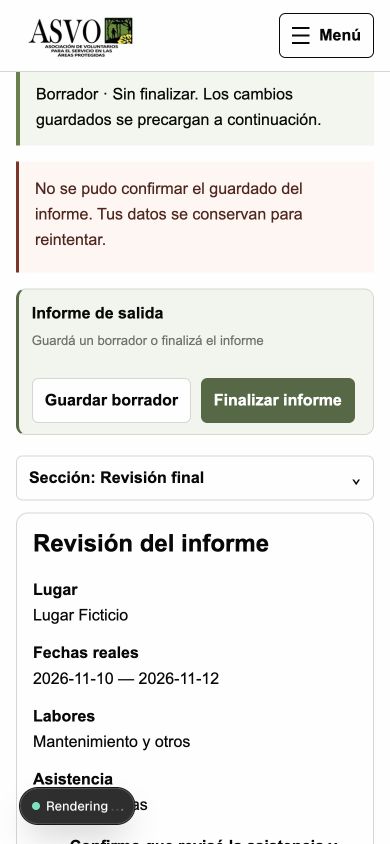 ASVO
ASOCIACIÓN DE VOLUNTARIOS
PARA EL SERVICIO EN LAS
ÁREAS PROTEGIDAS
Menú
Borrador · Sin finalizar. Los cambios
guardados se precargan a continuación.
No se pudo confirmar el guardado del
informe. Tus datos se conservan para
reintentar.
Informe de salida
Guardá un borrador o finalizá el informe
Guardar borrador
Finalizar informe
Sección: Revisión final
Revisión del informe
Lugar
Lugar Ficticio
Fechas reales
2026-11-10 — 2026-11-12
Labores
Mantenimiento y otros
Asistencia
Rendering ...